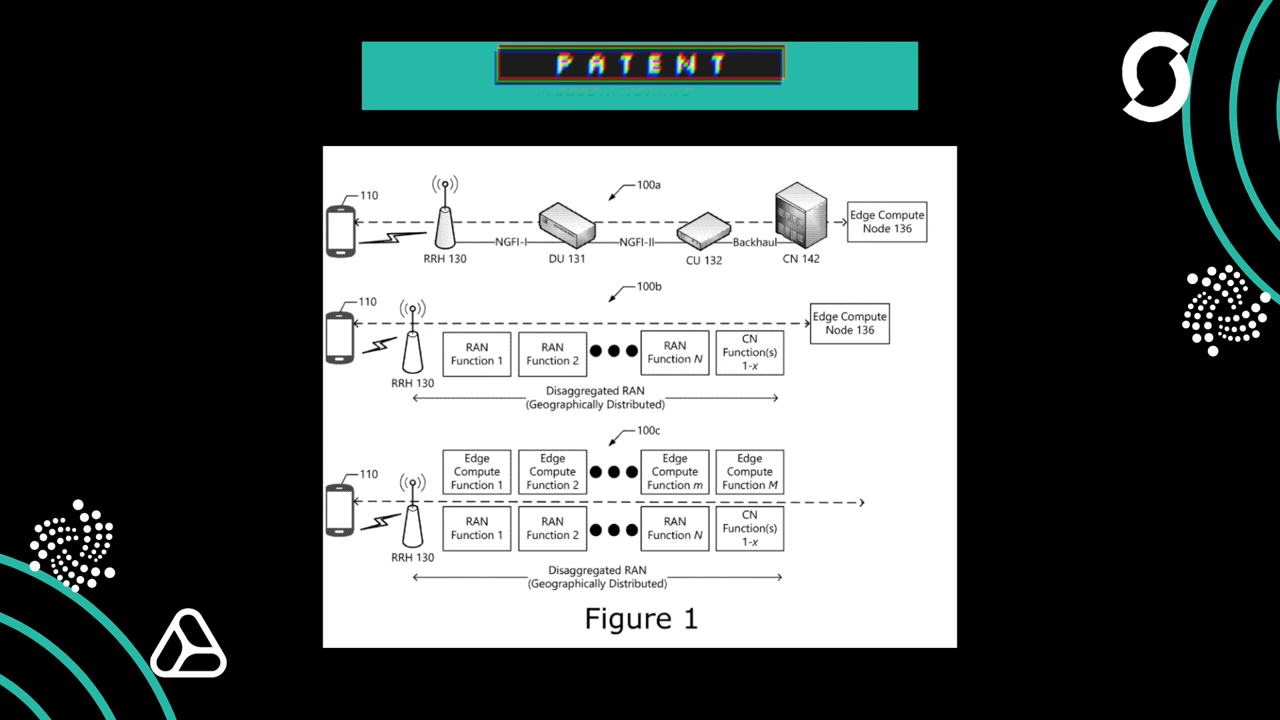 PATENT
110
100a
Edge Compute
Node 136
NGFI-I
NGFI-II
Backhaul
RRH 130
DU 131
CU 132
CN 142
100b
110
Edge Compute
Node 136
RAN
Function 1
RAN
Function 2
RAN
Function N
CN
Function(s)
1-x
RRH 130
Disaggregated RAN
(Geographically Distributed)
100c
110
Edge
Compute
Function 1
Edge
Compute
Function 2
Edge
Compute
Function m
Edge
Compute
Function M
RAN
Function 1
RAN
Function 2
RAN
Function N
CN
Function(s)
1-x
RRH 130
Disaggregated RAN
(Geographically Distributed)
Figure 1